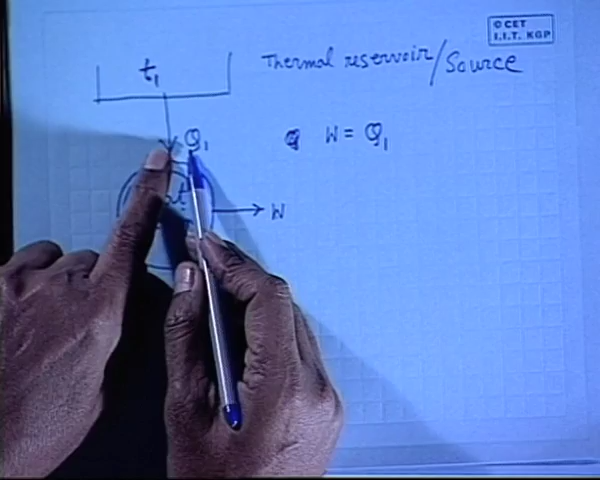 © CET
I.I.T. KGP
t₁
Thermal reservoir/Source
Q₁
W = Q₁
W